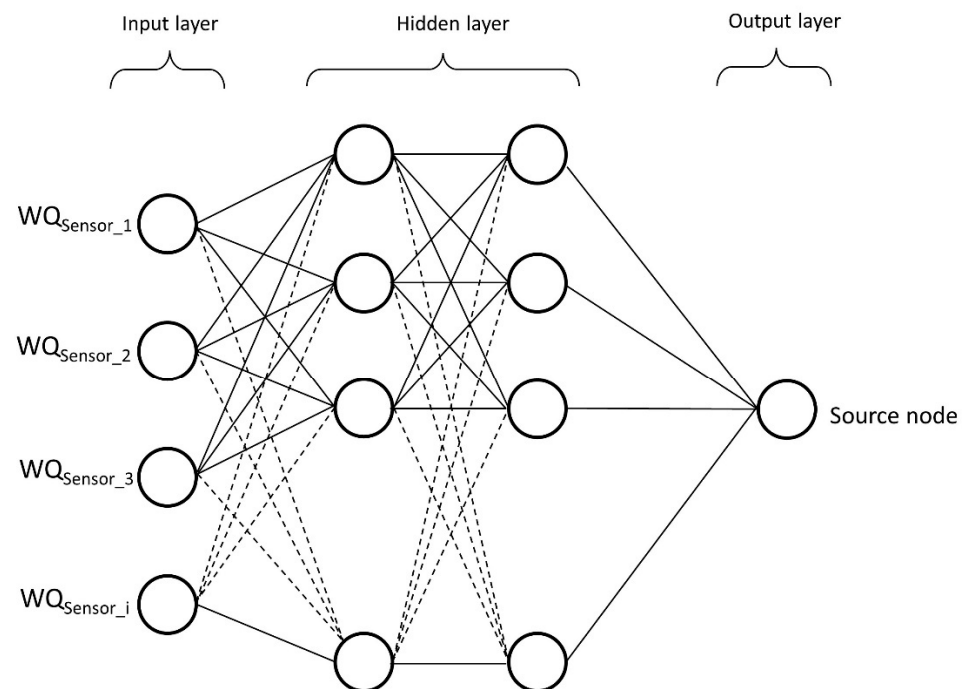 Input layer
Hidden layer
Output layer
WQSensor_1
WQSensor_2
WQSensor_3
WQSensor_i
Source node